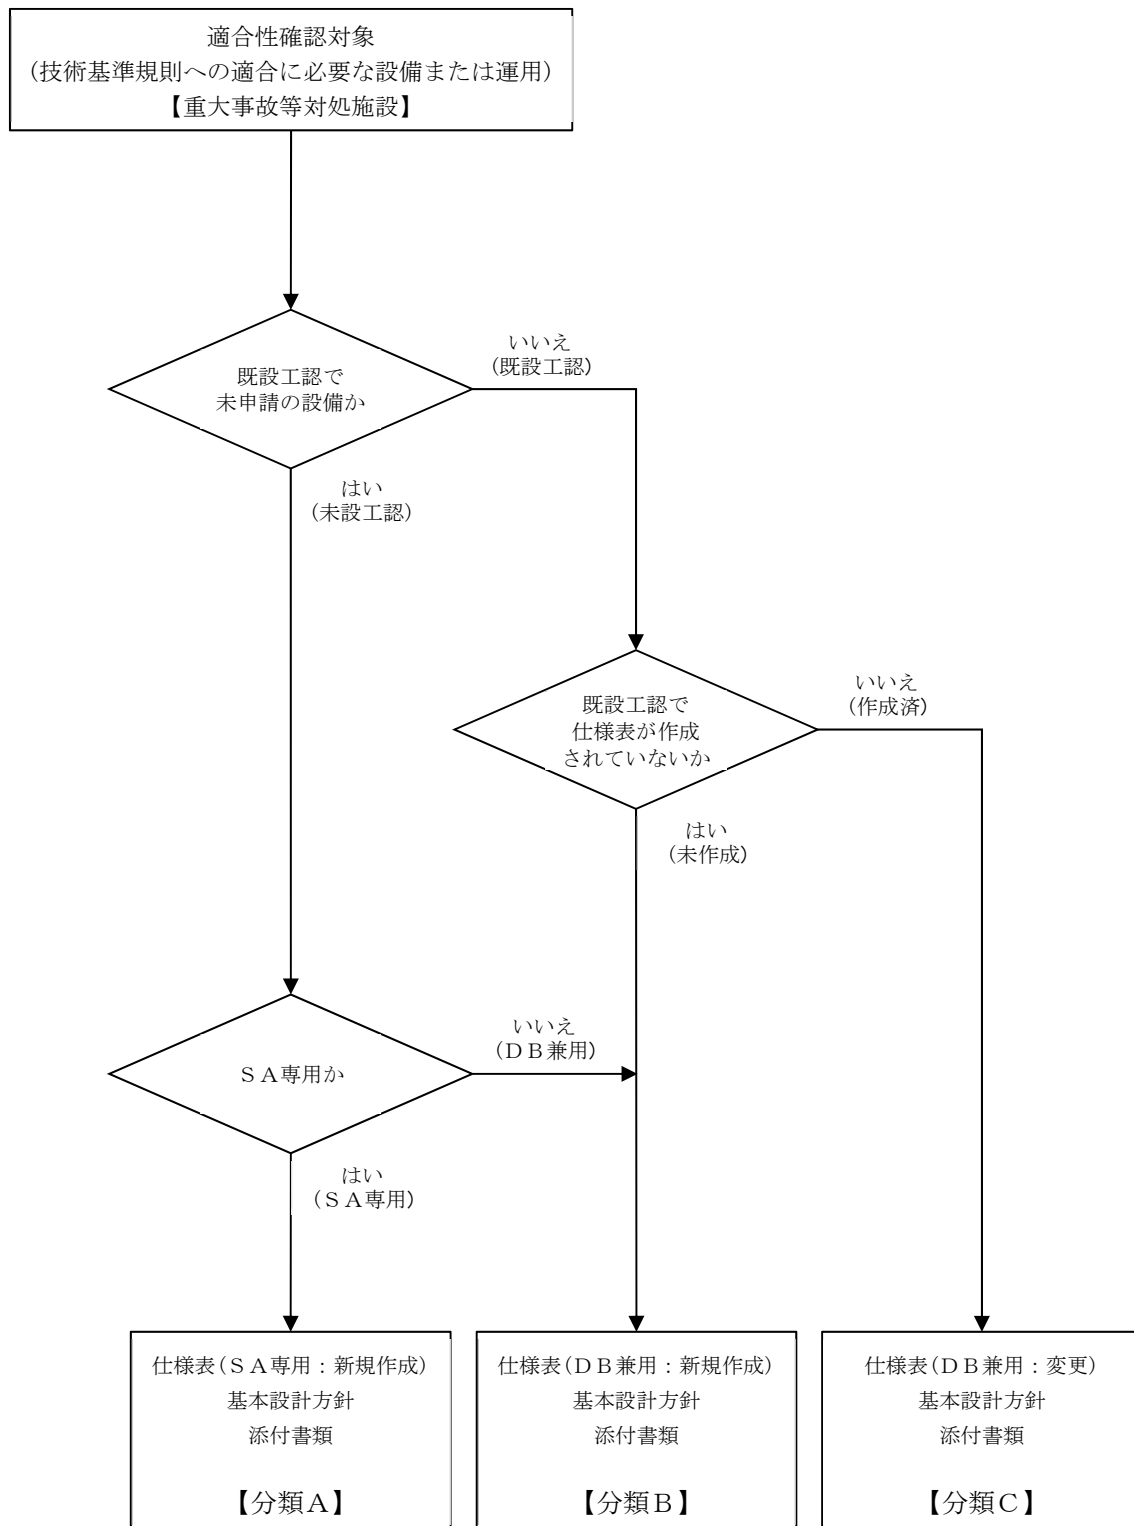 適合性確認対象
(技術基準規則への適合に必要な設備または運用)
【重大事故等対処施設】
既設工認で
未申請の設備か
いいえ
(既設工認)
はい
(未設工認)
既設工認で
仕様表が作成
されていないか
いいえ
(作成済)
はい
(未作成)
SA専用か
いいえ
(DB兼用)
はい
(SA専用)
仕様表(SA専用:新規作成)
基本設計方針
添付書類
【分類A】
仕様表(DB兼用:新規作成)
基本設計方針
添付書類
【分類B】
仕様表(DB兼用:変更)
基本設計方針
添付書類
【分類C】